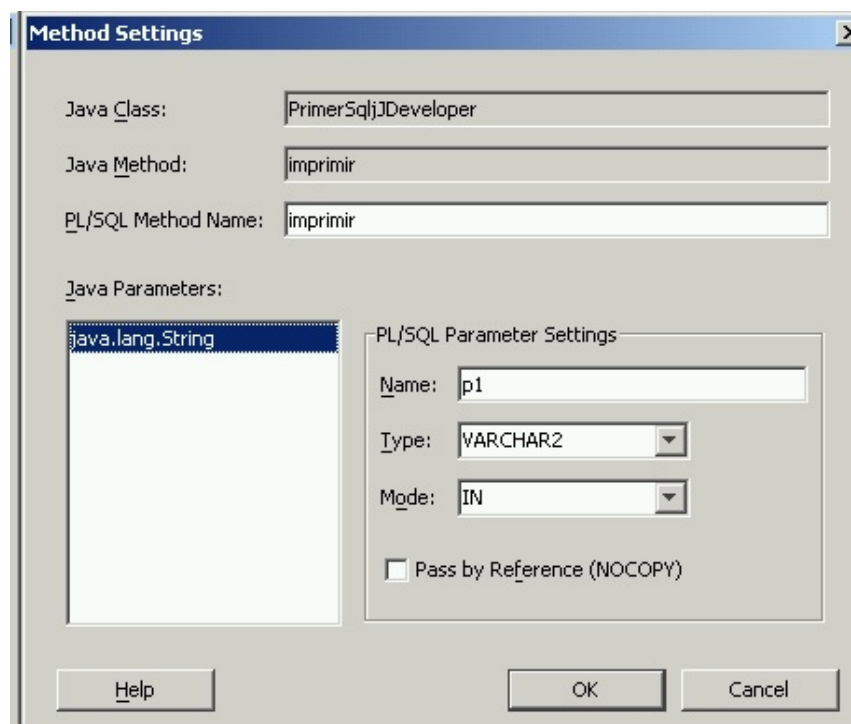 Method Settings
Java Class: PrimerSqljJDeveloper
Java Method: imprimir
PL/SQL Method Name: imprimir
Java Parameters:
java.lang.String
PL/SQL Parameter Settings
Name: p1
Type: VARCHAR2
Mode: IN
Pass by Reference (NOCOPY)
Help OK Cancel